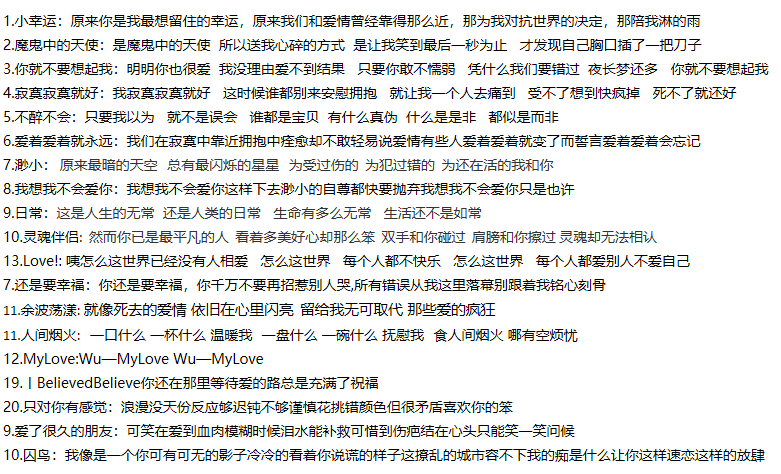 1.小幸运：原来你是我最想留住的幸运，原来我们和爱情曾经靠得那么近，那为我对抗世界的决定，那陪我淋的雨
2.魔鬼中的天使：是魔鬼中的天使 所以送我心碎的方式 是让我笑到最后一秒为止 才发现自己胸口插了一把刀子
3.你就不要想起我：明明你也很爱 我没理由爱不到结果 只要你敢不懦弱 凭什么我们要错过 夜长梦还多 你就不要想起我
4.寂寞寂寞就好：我寂寞寂寞就好 这时候谁都别来安慰拥抱 就让我一个人去痛到 受不了想到快疯掉 死不了就还好
5.不醉不会：只要我以为 就不是误会 谁都是宝贝 有什么真伪 什么是是非 都似是而非
6.爱着爱着就永远：我们在寂寞中靠近拥抱中痊愈却不敢轻易说爱情有些人爱着爱着就变了而誓言爱着爱着会忘记
7.渺小： 原来最暗的天空 总有最闪烁的星星 为受过伤的 为犯过错的 为还在活的我和你
8.我想我不会爱你：我想我不会爱你这样下去渺小的自尊都快要抛弃我想我不会爱你只是也许
9.日常：这是人生的无常 还是人类的日常 生命有多么无常 生活还不是如常
10.灵魂伴侣: 然而你已是最平凡的人 看着多美好心却那么笨 双手和你碰过 肩膀和你擦过 灵魂却无法相认
13.Love!: 咦怎么这世界已经没有人相爱 怎么这世界 每个人都不快乐 怎么这世界 每个人都爱别人不爱自己
7.还是要幸福：你还是要幸福，你千万不要再招惹别人哭,所有错误从我这里落幕别跟着我铭心刻骨
11.余波荡漾: 就像死去的爱情 依旧在心里闪亮 留给我无可取代 那些爱的疯狂
11.人间烟火: 一口什么 一杯什么 温暖我 一盘什么 一碗什么 抚慰我 食人间烟火 哪有空烦忧
12.MyLove:Wu—MyLove Wu—MyLove
19.丨BelievedBelieve你还在那里等待爱的路总是充满了祝福
20.只对你有感觉：浪漫没天份反应够迟钝不够谨慎花挑错颜色但很矛盾喜欢你的笨
9.爱了很久的朋友：可笑在爱到血肉模糊时候泪水能补救可惜到伤疤结在心头只能笑一笑问候
10.囚鸟：我像是一个你可有可无的影子冷冷的看着你说谎的样子这撩乱的城市容不下我的痴是什么让你这样速恋这样的放肆